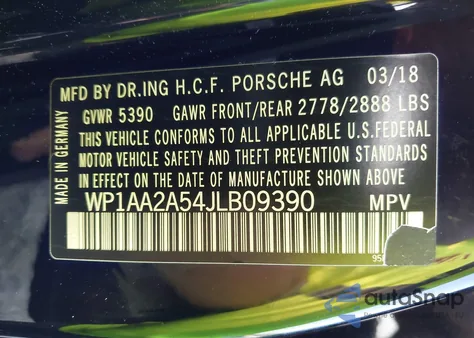 MFD BY DR.ING H.C.F. PORSCHE AG 03/18
GVWR 5390 GAWR FRONT/REAR 2778/2888 LBS
THIS VEHICLE CONFORMS TO ALL APPLICABLE U.S.FEDERAL
MOTOR VEHICLE SAFETY AND THEFT PREVENTION STANDARDS
IN EFFECT ON THE DATE OF MANUFACTURE SHOWN ABOVE
WP1AA2A54JLB09390 MPV
MADE IN GERMANY
autoSnap